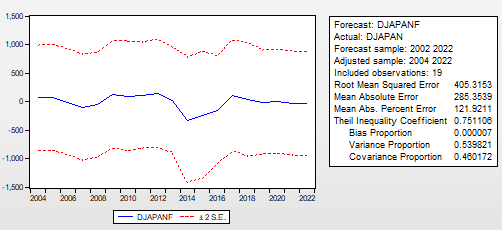 1,500
1,000
500
0
-500
-1,000
-1,500
2004 2006 2008 2010 2012 2014 2016 2018 2020 2022
DJAPANF ± 2 S.E.
Forecast: DJAPANF
Actual: DJAPAN
Forecast sample: 2002 2022
Adjusted sample: 2004 2022
Included observations: 19
Root Mean Squared Error 405.3153
Mean Absolute Error 285.3539
Mean Abs. Percent Error 121.9211
Theil Inequality Coefficient 0.751106
Bias Proportion 0.000007
Variance Proportion 0.539821
Covariance Proportion 0.460172